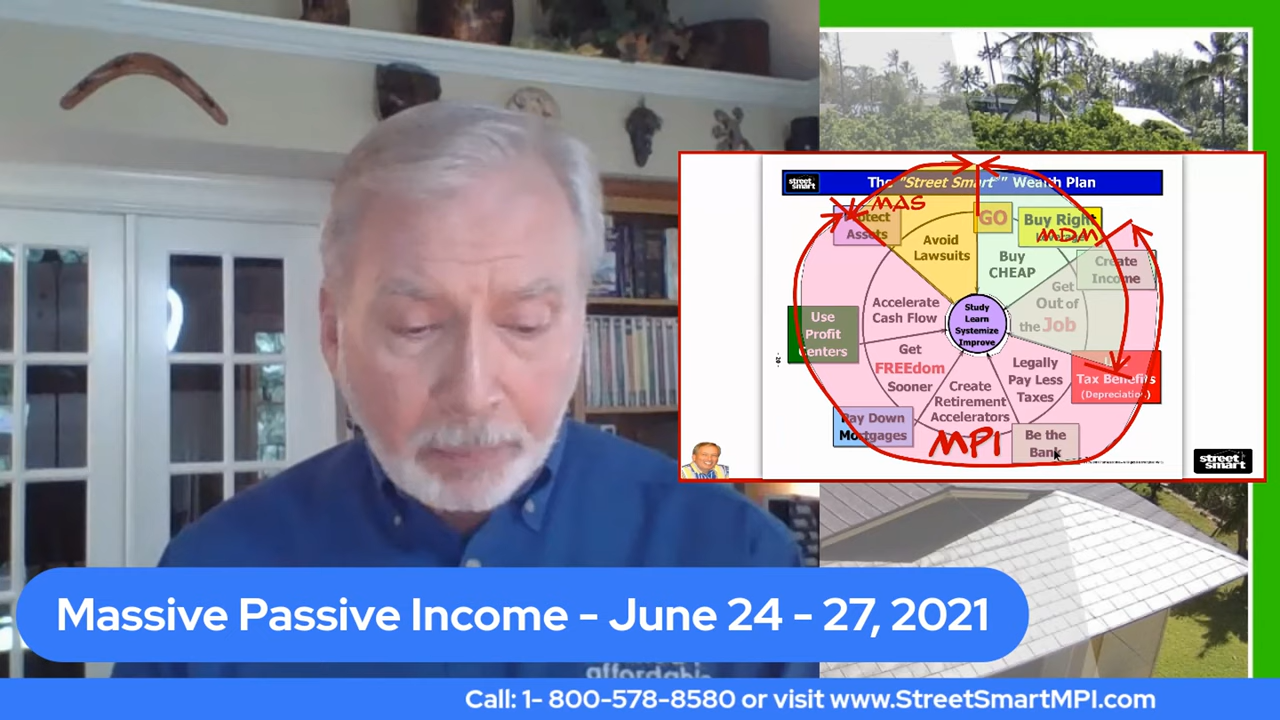 street
smart
The "Street Smart" Wealth Plan
MAS
Assets
GO
Buy Right
MDM
Avoid
Lawsuits
Buy
CHEAP
Create
Income
Get
Out of
the Job
Accelerate
Cash Flow
Study
Learn
Systemize
Improve
Use
Profit
Centers
Get
FREEdom
Sooner
Legally
Pay Less
Taxes
Tax Benefits
(Depreciation)
Create
Retirement
Accelerators
Pay Down
Mortgages
MPI
Be the
Bank
street
smart
Massive Passive Income - June 24 - 27, 2021
Call: 1- 800-578-8580 or visit www.StreetSmartMPI.com